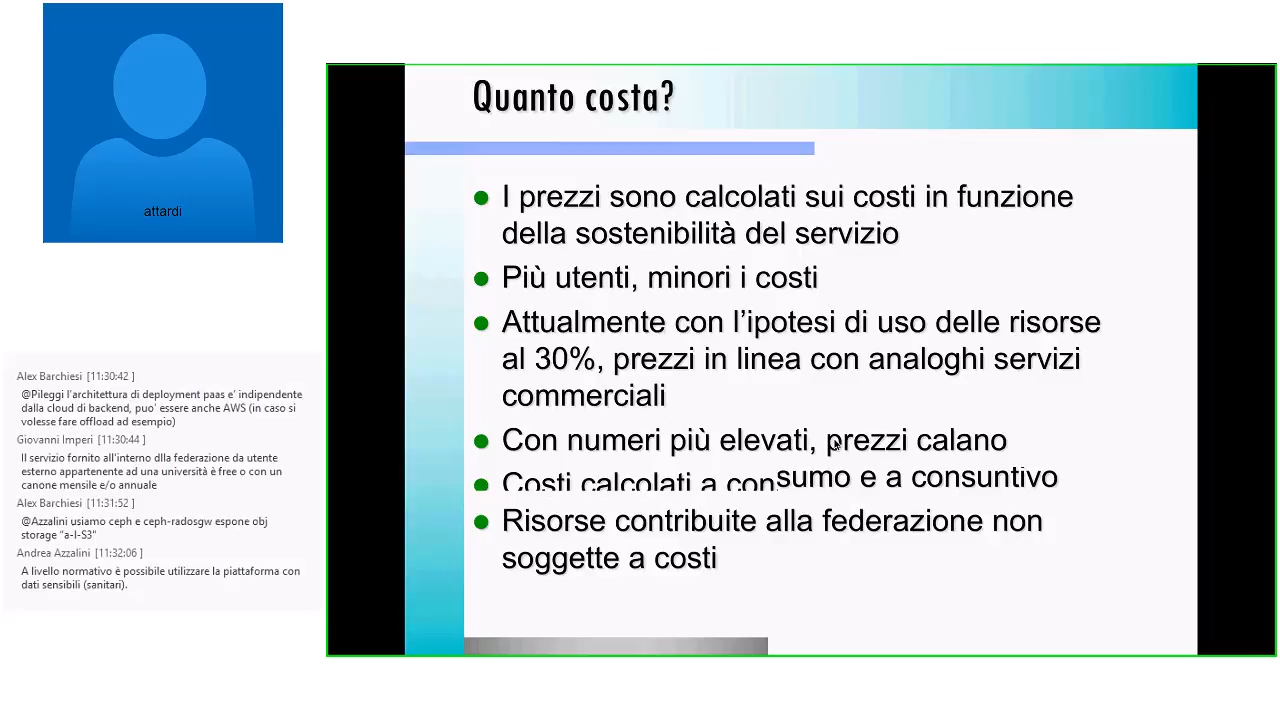 attardi
Alex Barchiesi [11:30:42 ]
@Pileggi l'architettura di deployment paas e' indipendente
dalla cloud di backend, puo' essere anche AWS (in caso si
volesse fare offload ad esempio)
Giovanni Imperi [11:30:44 ]
Il servizio fornito all'interno dlla federazione da utente
esterno appartenente ad una università è free o con un
canone mensile e/o annuale
Alex Barchiesi [11:31:52 ]
@Azzalini usiamo ceph e ceph-radosgw espone obj
storage "a-l-S3"
Andrea Azzalini [11:32:06 ]
A livello normativo è possibile utilizzare la piattaforma con
dati sensibili (sanitari).
Quanto costa?
I prezzi sono calcolati sui costi in funzione
della sostenibilità del servizio
Più utenti, minori i costi
Attualmente con l'ipotesi di uso delle risorse
al 30%, prezzi in linea con analoghi servizi
commerciali
Con numeri più elevati, prezzi calano
Costi calcolati a consumo e a consuntivo
Risorse contribuite alla federazione non
soggette a costi